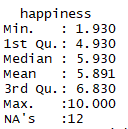 happiness
Min.   : 1.930
1st Qu.: 4.930
Median : 5.930
Mean   : 5.891
3rd Qu.: 6.830
Max.   :10.000
NA's   :12